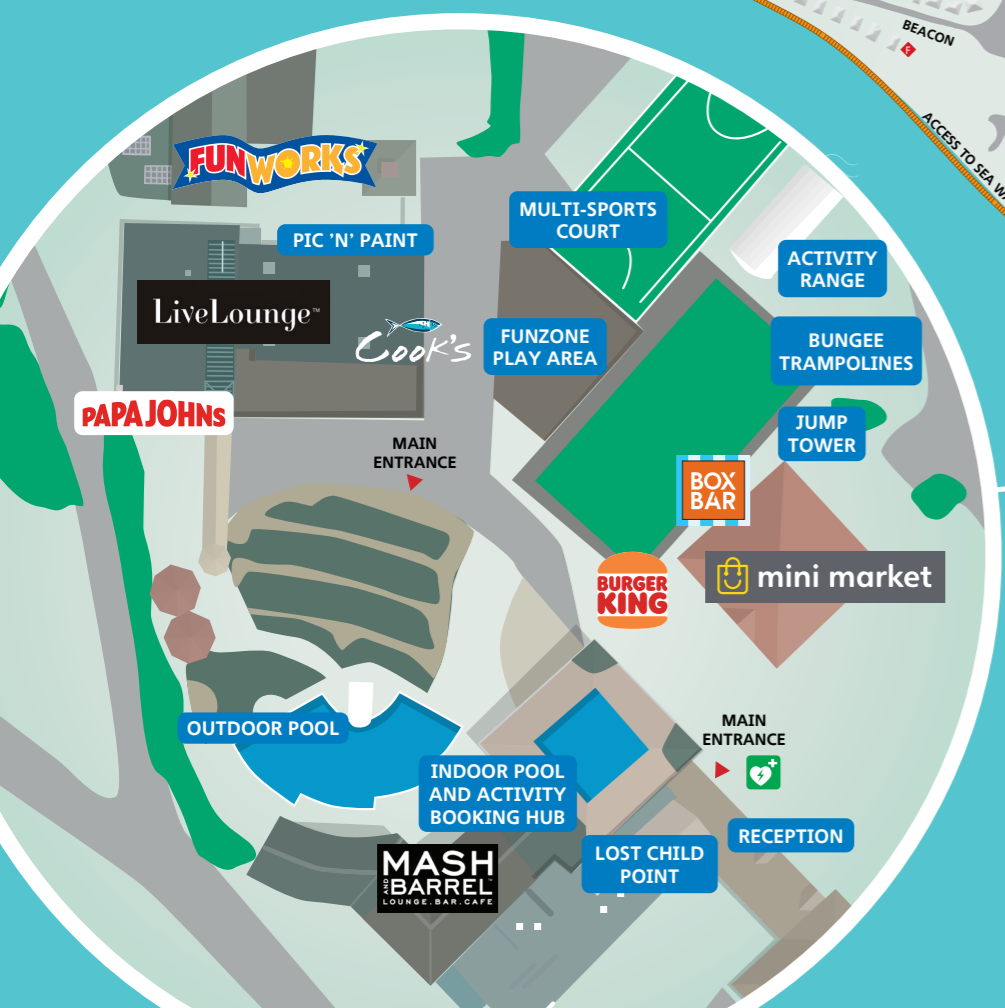 BEACON
E
ACCESS TO SEA
FUNWORKS
PIC ’N’ PAINT
MULTI-SPORTS
COURT
ACTIVITY
RANGE
LiveLounge™
Cook's
FUNZONE
PLAY AREA
BUNGEE
TRAMPOLINES
PAPA JOHNS
JUMP
TOWER
MAIN
ENTRANCE
BOX
BAR
BURGER
KING
mini market
OUTDOOR POOL
MAIN
ENTRANCE
INDOOR POOL
AND ACTIVITY
BOOKING HUB
RECEPTION
LOST CHILD
POINT
MASH
AND BARREL™
LOUNGE.BAR.CAFE